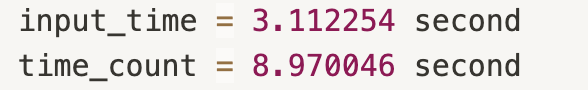 input_time = 3.112254 second
time_count = 8.970046 second